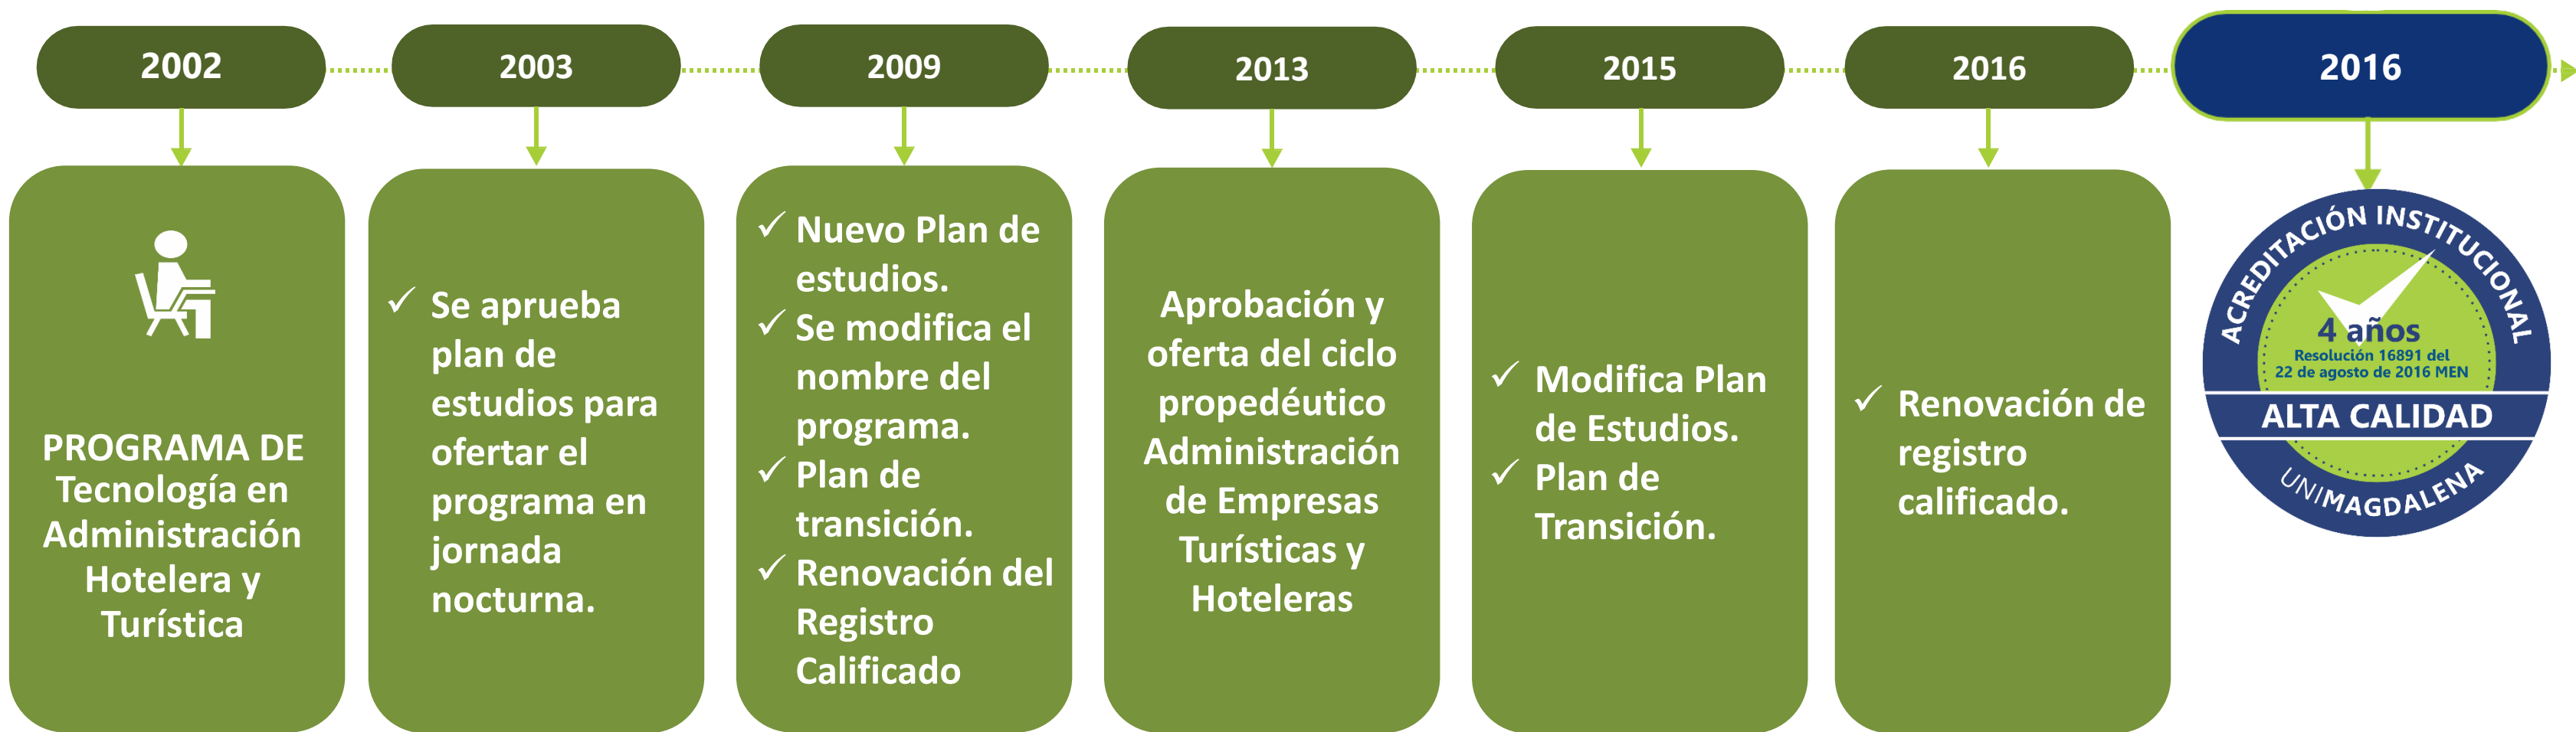 2002
PROGRAMA DE
Tecnología en
Administración
Hotelera y
Turística
2003
Se aprueba
plan de
estudios para
ofertar el
programa en
jornada
nocturna.
2009
Nuevo Plan de
estudios.
Se modifica el
nombre del
programa.
Plan de
transición.
Renovación del
Registro
Calificado
2013
Aprobación y
oferta del ciclo
propedéutico
Administración
de Empresas
Turísticas y
Hoteleras
2015
Modifica Plan
de Estudios.
Plan de
Transición.
2016
Renovación de
registro
calificado.
2016
ACREDITACIÓN INSTITUCIONAL
4 años
Resolución 16891 del
22 de agosto de 2016 MEN
ALTA CALIDAD
UNIMAGDALENA